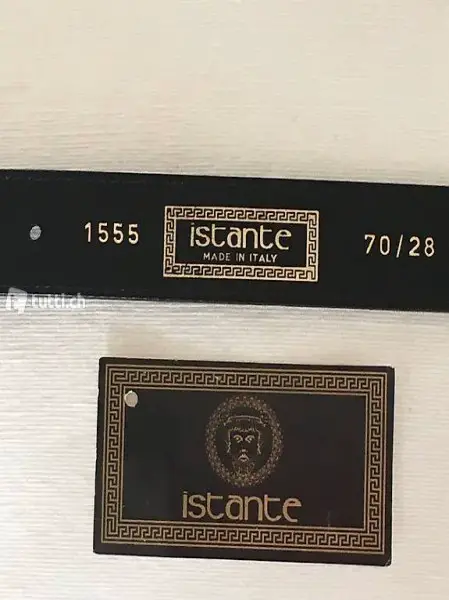 1555 istante 70/28
MADE IN ITALY
tutti.ch
istante